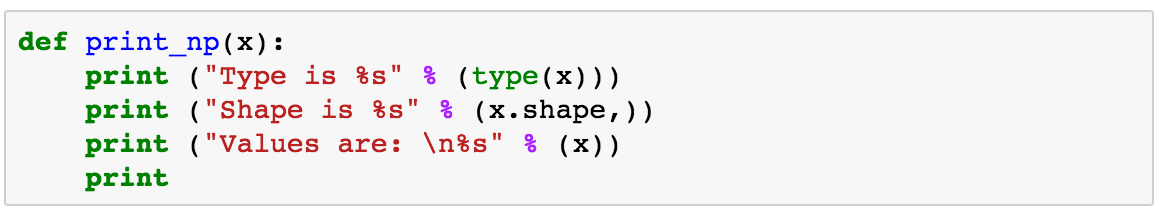 def print_np(x):
    print ("Type is %s" % (type(x)))
    print ("Shape is %s" % (x.shape,))
    print ("Values are: \n%s" % (x))
    print